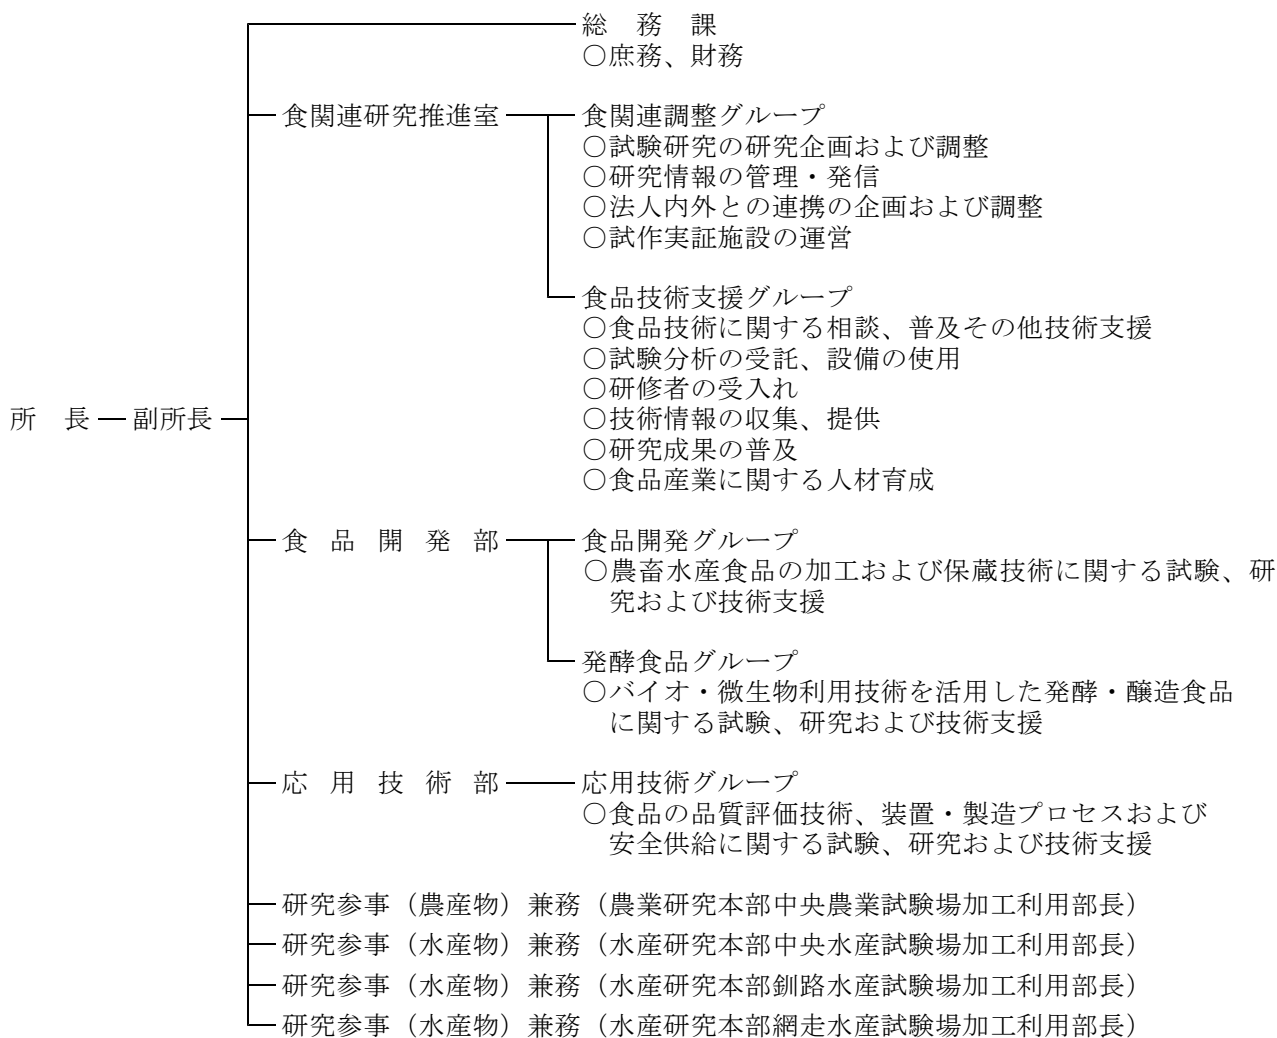 総　務　課
○庶務、財務
食関連研究推進室
食関連調整グループ
○試験研究の研究企画および調整
○研究情報の管理・発信
○法人内外との連携の企画および調整
○試作実証施設の運営
食品技術支援グループ
○食品技術に関する相談、普及その他技術支援
○試験分析の受託、設備の使用
○研修者の受入れ
所　長
副所長
○技術情報の収集、提供
○研究成果の普及
○食品産業に関する人材育成
食　品　開　発　部
食品開発グループ
○農畜水産食品の加工および保蔵技術に関する試験、研
究および技術支援
発酵食品グループ
○バイオ・微生物利用技術を活用した発酵・醸造食品
に関する試験、研究および技術支援
応　用　技　術　部
応用技術グループ
○食品の品質評価技術、装置・製造プロセスおよび
安全供給に関する試験、研究および技術支援
研究参事（農産物）兼務（農業研究本部中央農業試験場加工利用部長）
研究参事（水産物）兼務（水産研究本部中央水産試験場加工利用部長）
研究参事（水産物）兼務（水産研究本部釧路水産試験場加工利用部長）
研究参事（水産物）兼務（水産研究本部網走水産試験場加工利用部長）